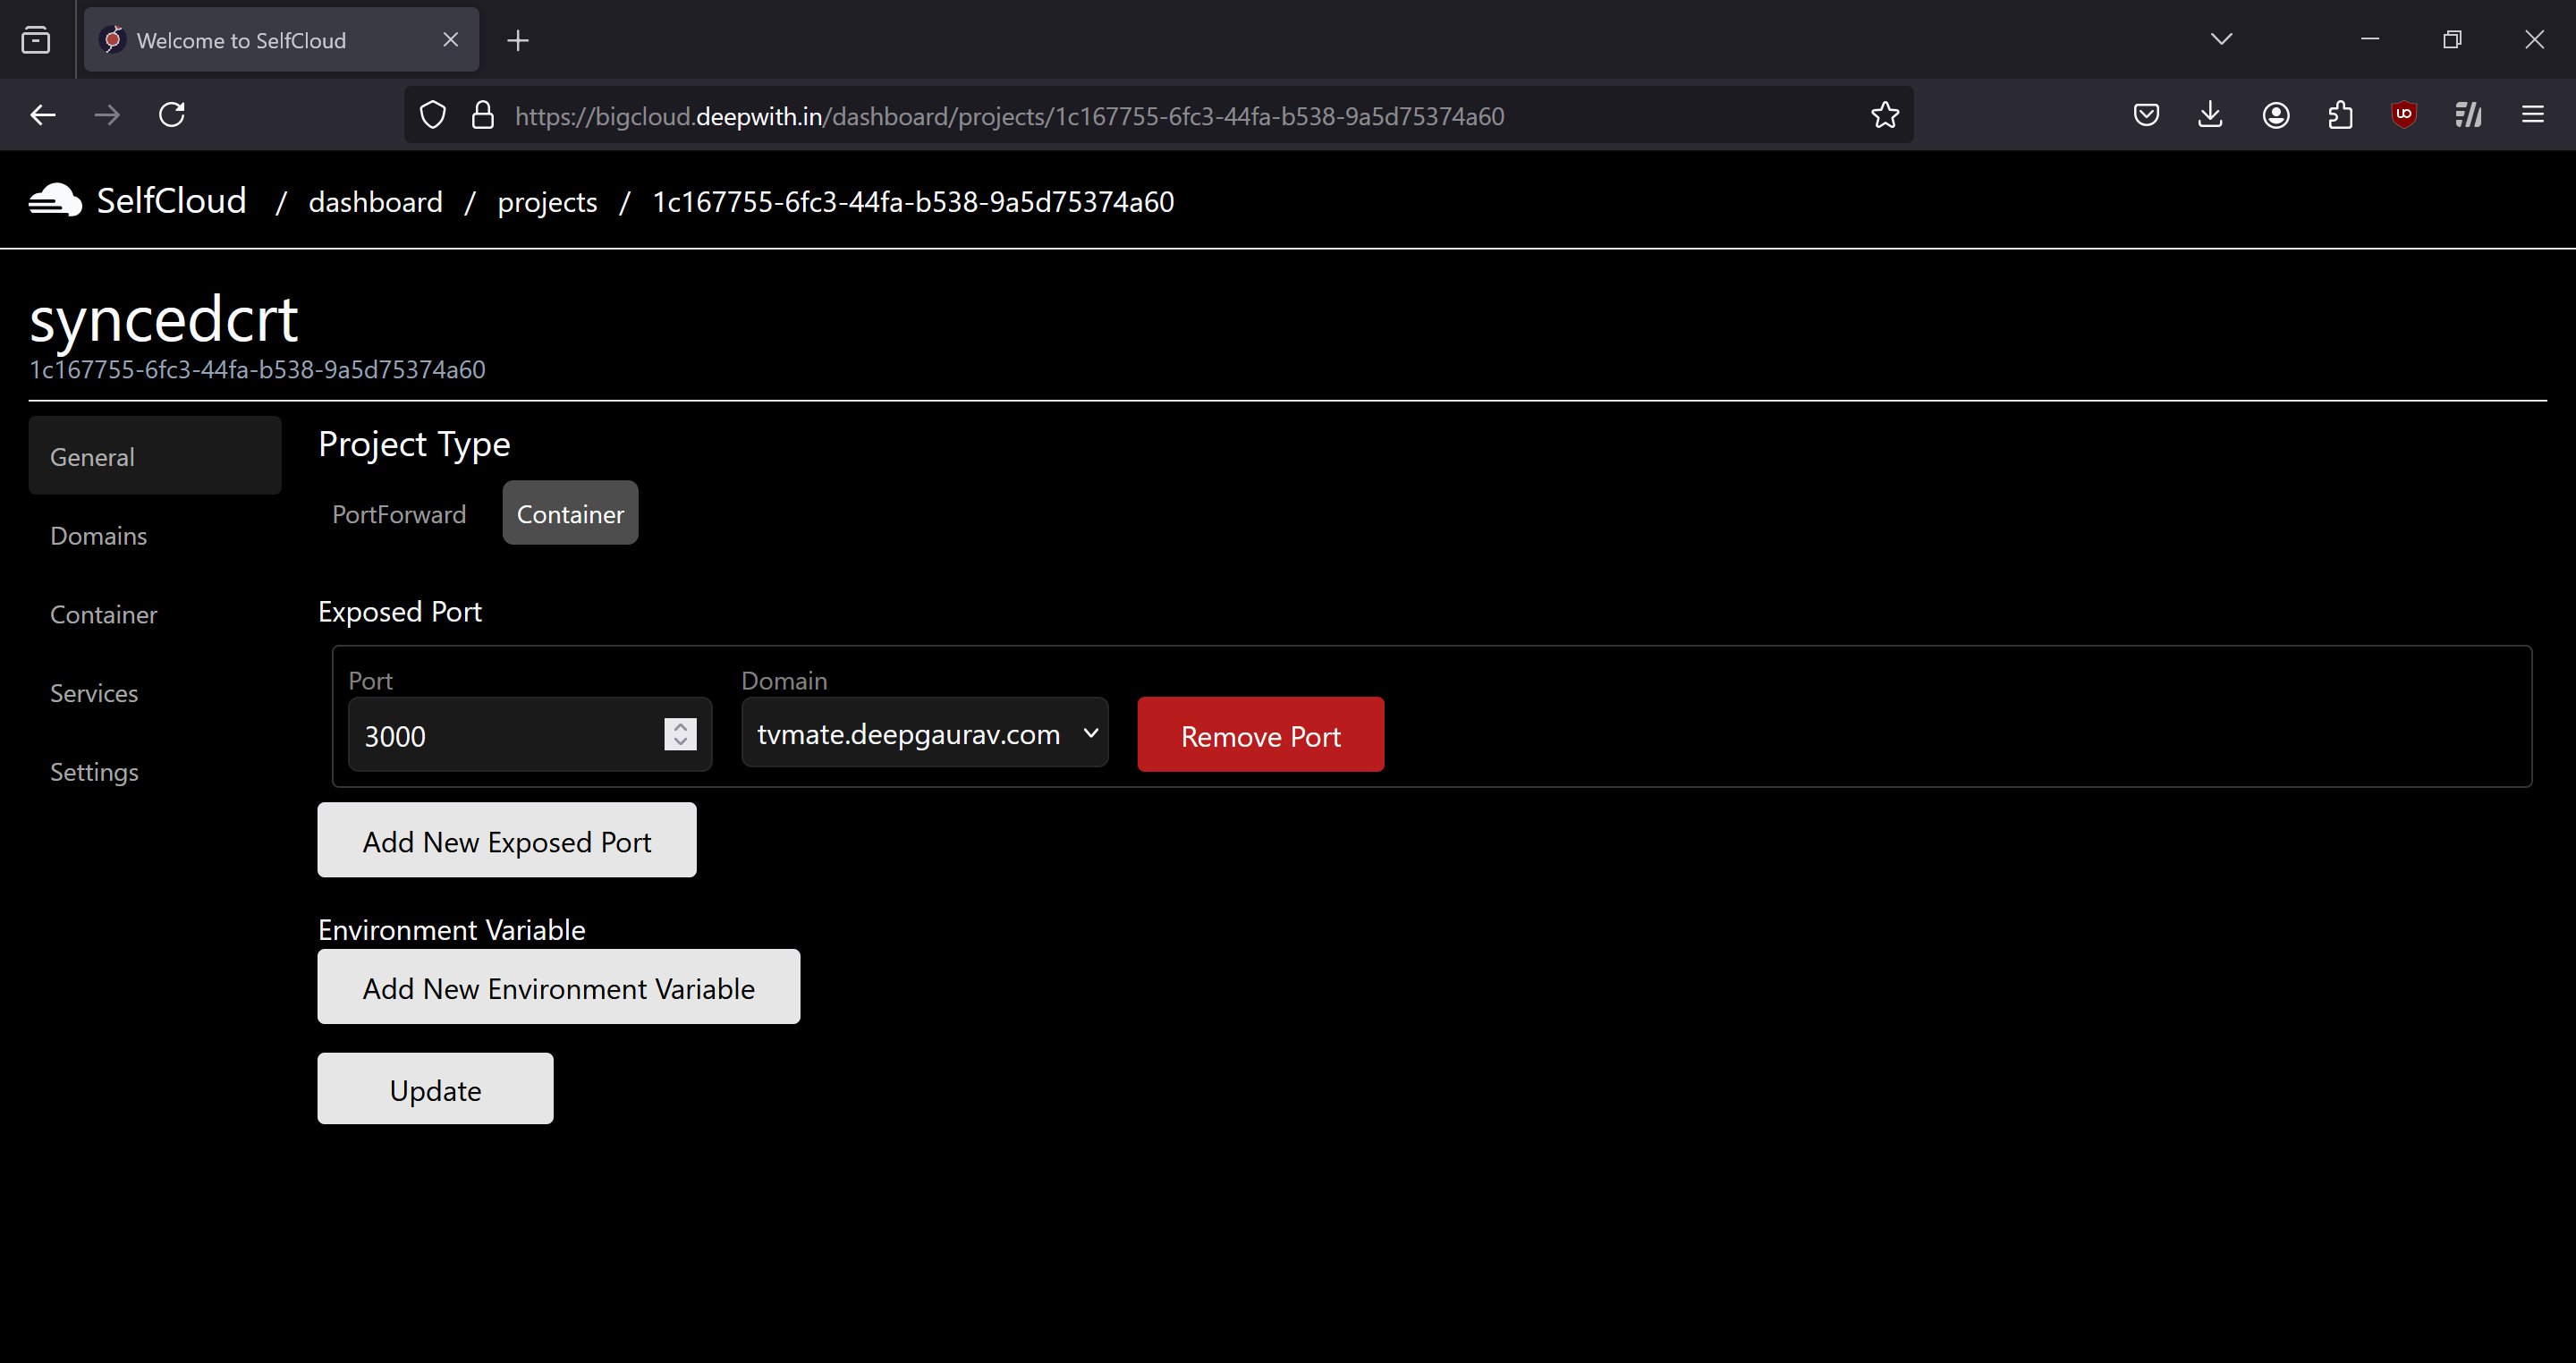 Welcome to SelfCloud
https://bigcloud.deepwith.in/dashboard/projects/1c167755-6fc3-44fa-b538-9a5d75374a60
SelfCloud / dashboard / projects / 1c167755-6fc3-44fa-b538-9a5d75374a60
syncedcrt
1c167755-6fc3-44fa-b538-9a5d75374a60
General
Domains
Container
Services
Settings
Project Type
PortForward Container
Exposed Port
Port Domain
3000 tvmate.deepgaurav.com Remove Port
Add New Exposed Port
Environment Variable
Add New Environment Variable
Update